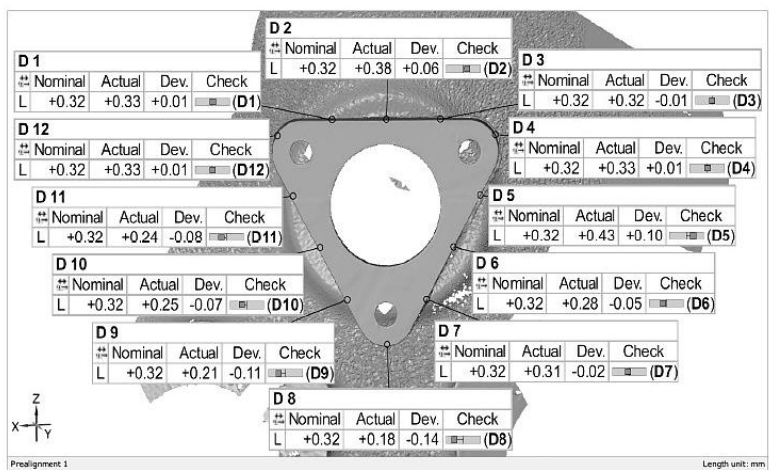 D 1
Nominal Actual Dev. Check
L +0.32 +0.33 +0.01 (D1)
D 2
Nominal Actual Dev. Check
L +0.32 +0.38 +0.06 (D2)
D 3
Nominal Actual Dev. Check
L +0.32 +0.32 -0.01 (D3)
D 12
Nominal Actual Dev. Check
L +0.32 +0.33 +0.01 (D12)
D 4
Nominal Actual Dev. Check
L +0.32 +0.33 +0.01 (D4)
D 11
Nominal Actual Dev. Check
L +0.32 +0.24 -0.08 (D11)
D 5
Nominal Actual Dev. Check
L +0.32 +0.43 +0.10 (D5)
D 10
Nominal Actual Dev. Check
L +0.32 +0.25 -0.07 (D10)
D 6
Nominal Actual Dev. Check
L +0.32 +0.28 -0.05 (D6)
D 9
Nominal Actual Dev. Check
L +0.32 +0.21 -0.11 (D9)
D 7
Nominal Actual Dev. Check
L +0.32 +0.31 -0.02 (D7)
D 8
Nominal Actual Dev. Check
L +0.32 +0.18 -0.14 (D8)
Z
X Y
Prealignment 1
Length unit: mm